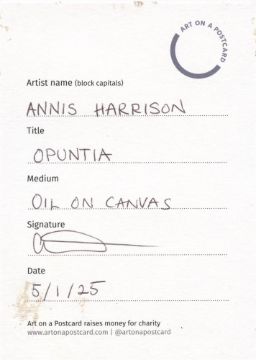 ART ON A POSTCARD
Artist name (block capitals)
ANNIS HARRISON
Title
OPUNTIA
Medium
OIL ON CANVAS
Signature
Date
5/1/25
Art on a Postcard raises money for charity
www.artonapostcard.com | @artonapostcard